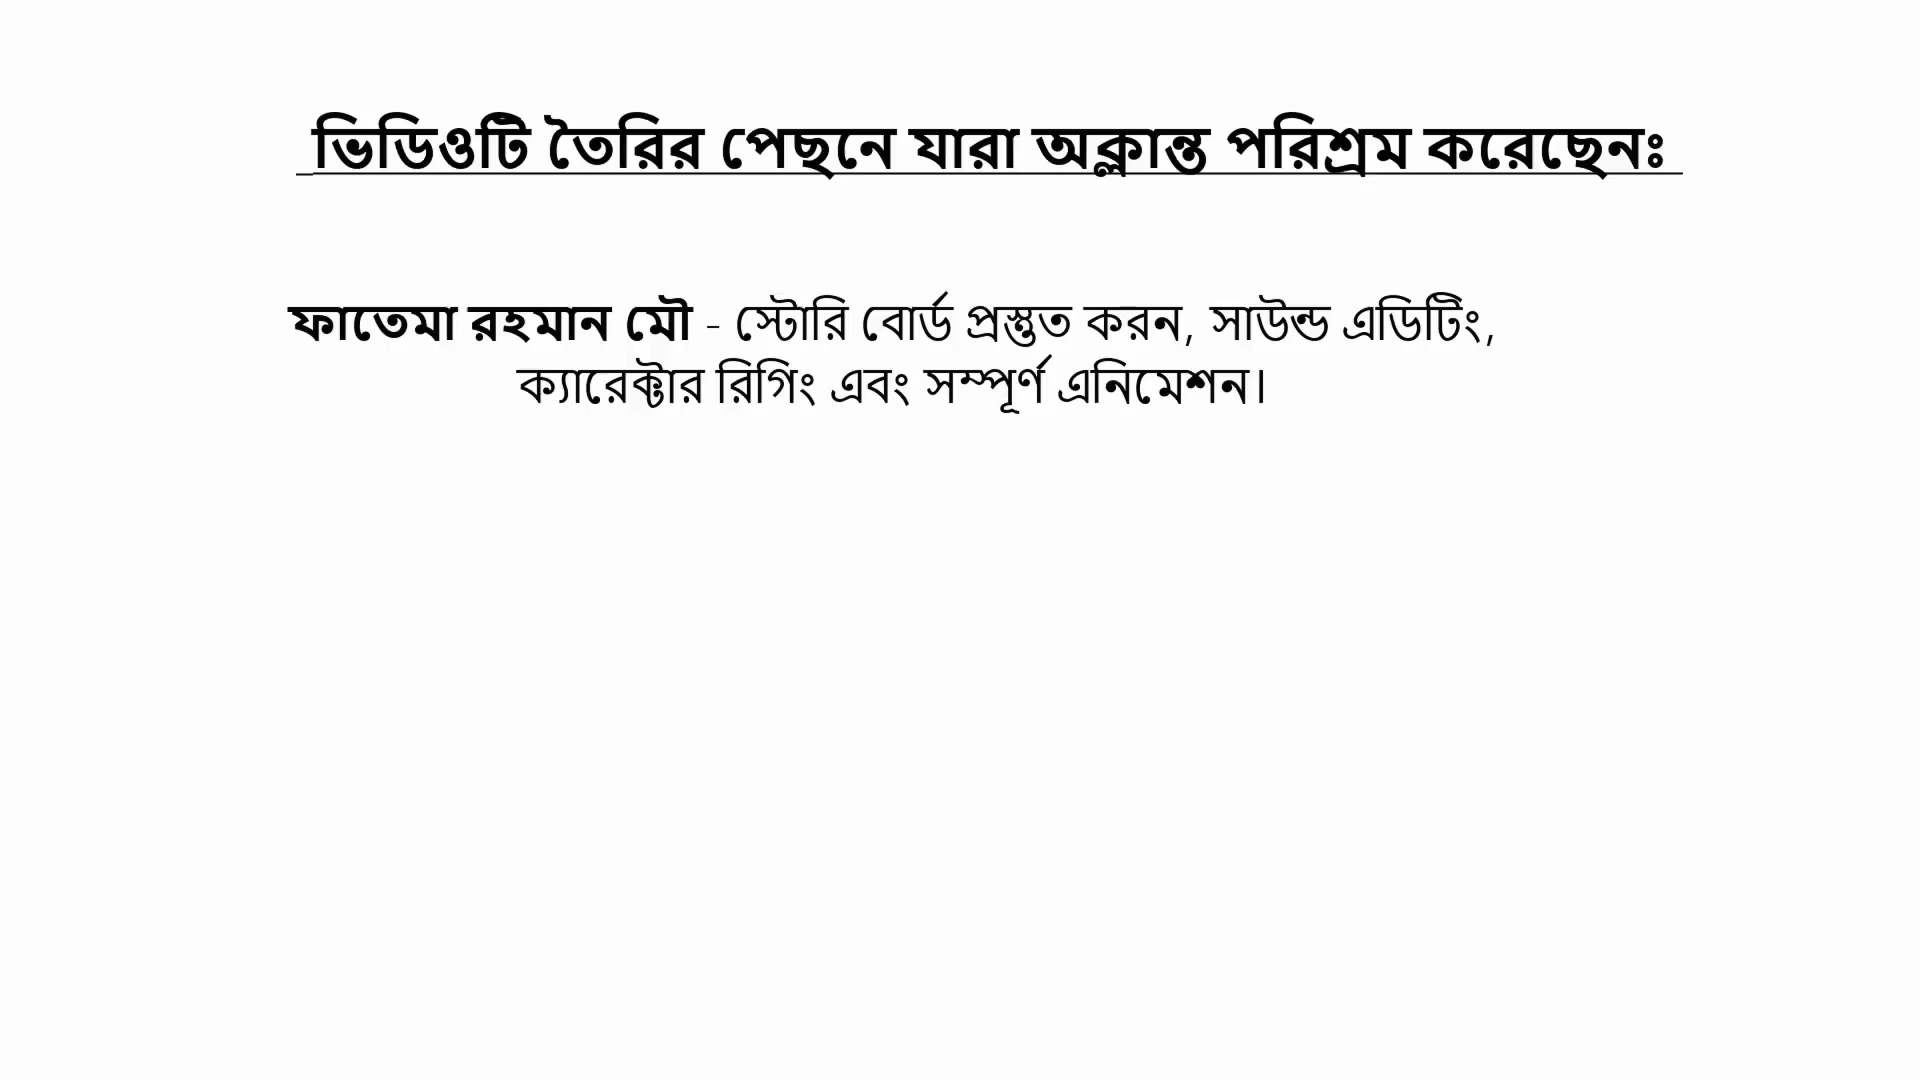 ভিডিওটি তৈরির পেছনে যারা অক্লান্ত পরিশ্রম করেছেনঃ
ফাতেমা রহমান মৌ - স্টোরি বোর্ড প্রস্তুত করন, সাউন্ড এডিটিং,
ক্যারেক্টার রিগিং এবং সম্পূর্ণ এনিমেশন।